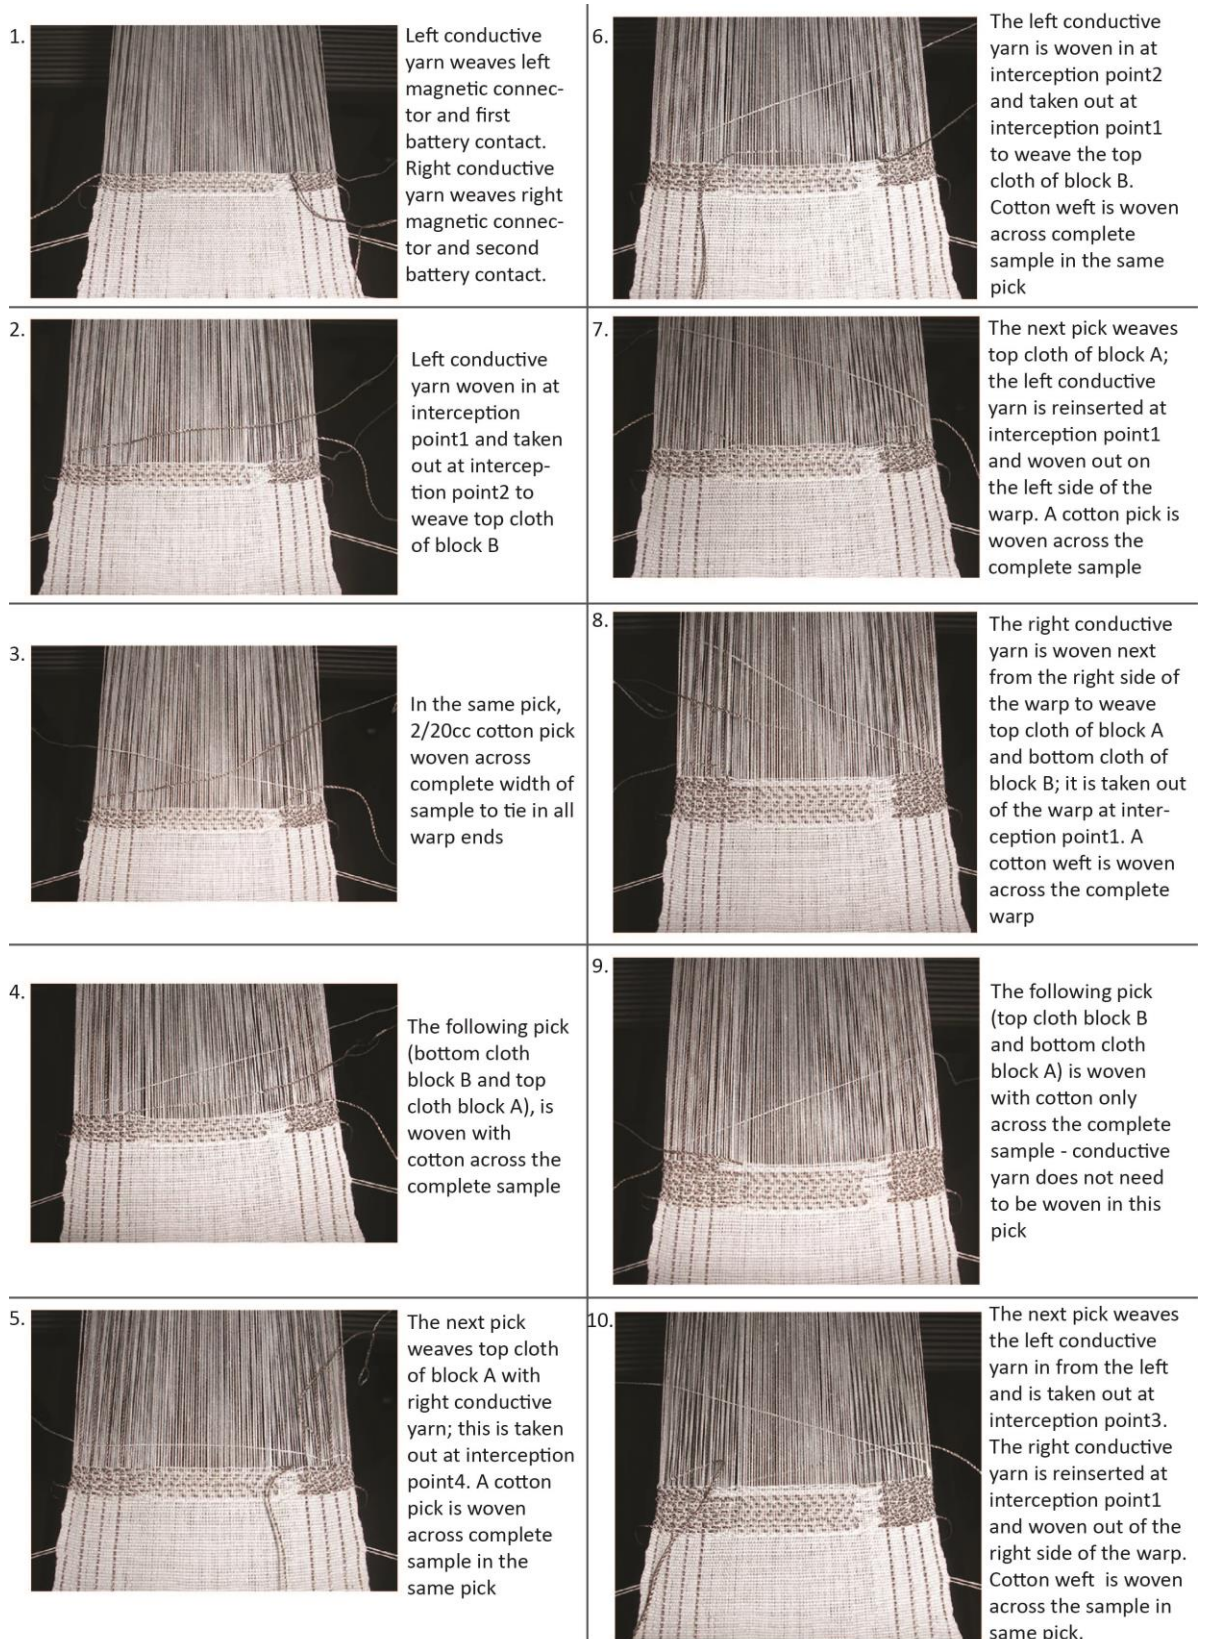 1.
Left conductive
yarn weaves left
magnetic connec-
tor and first
battery contact.
Right conductive
yarn weaves right
magnetic connec-
tor and second
battery contact.
2.
Left conductive
yarn woven in at
interception
point1 and taken
out at intercep-
tion point2 to
weave top cloth
of block B
3.
In the same pick,
2/20cc cotton pick
woven across
complete width of
sample to tie in all
warp ends
4.
The following pick
(bottom cloth
block B and top
cloth block A), is
woven with
cotton across the
complete sample
5.
The next pick
weaves top cloth
of block A with
right conductive
yarn; this is taken
out at interception
point4. A cotton
pick is woven
across complete
sample in the
same pick
6.
The left conductive
yarn is woven in at
interception point2
and taken out at
interception point1
to weave the top
cloth of block B.
Cotton weft is woven
across complete
sample in the same
pick
7.
The next pick weaves
top cloth of block A;
the left conductive
yarn is reinserted at
interception point1
and woven out on
the left side of the
warp. A cotton pick is
woven across the
complete sample
8.
The right conductive
yarn is woven next
from the right side of
the warp to weave
top cloth of block A
and bottom cloth of
block B; it is taken out
of the warp at inter-
ception point1. A
cotton weft is woven
across the complete
warp
9.
The following pick
(top cloth block B
and bottom cloth
block A) is woven
with cotton only
across the complete
sample - conductive
yarn does not need
to be woven in this
pick
10.
The next pick weaves
the left conductive
yarn in from the left
and is taken out at
interception point3.
The right conductive
yarn is reinserted at
interception point1
and woven out of the
right side of the warp.
Cotton weft is woven
across the sample in
same pick.